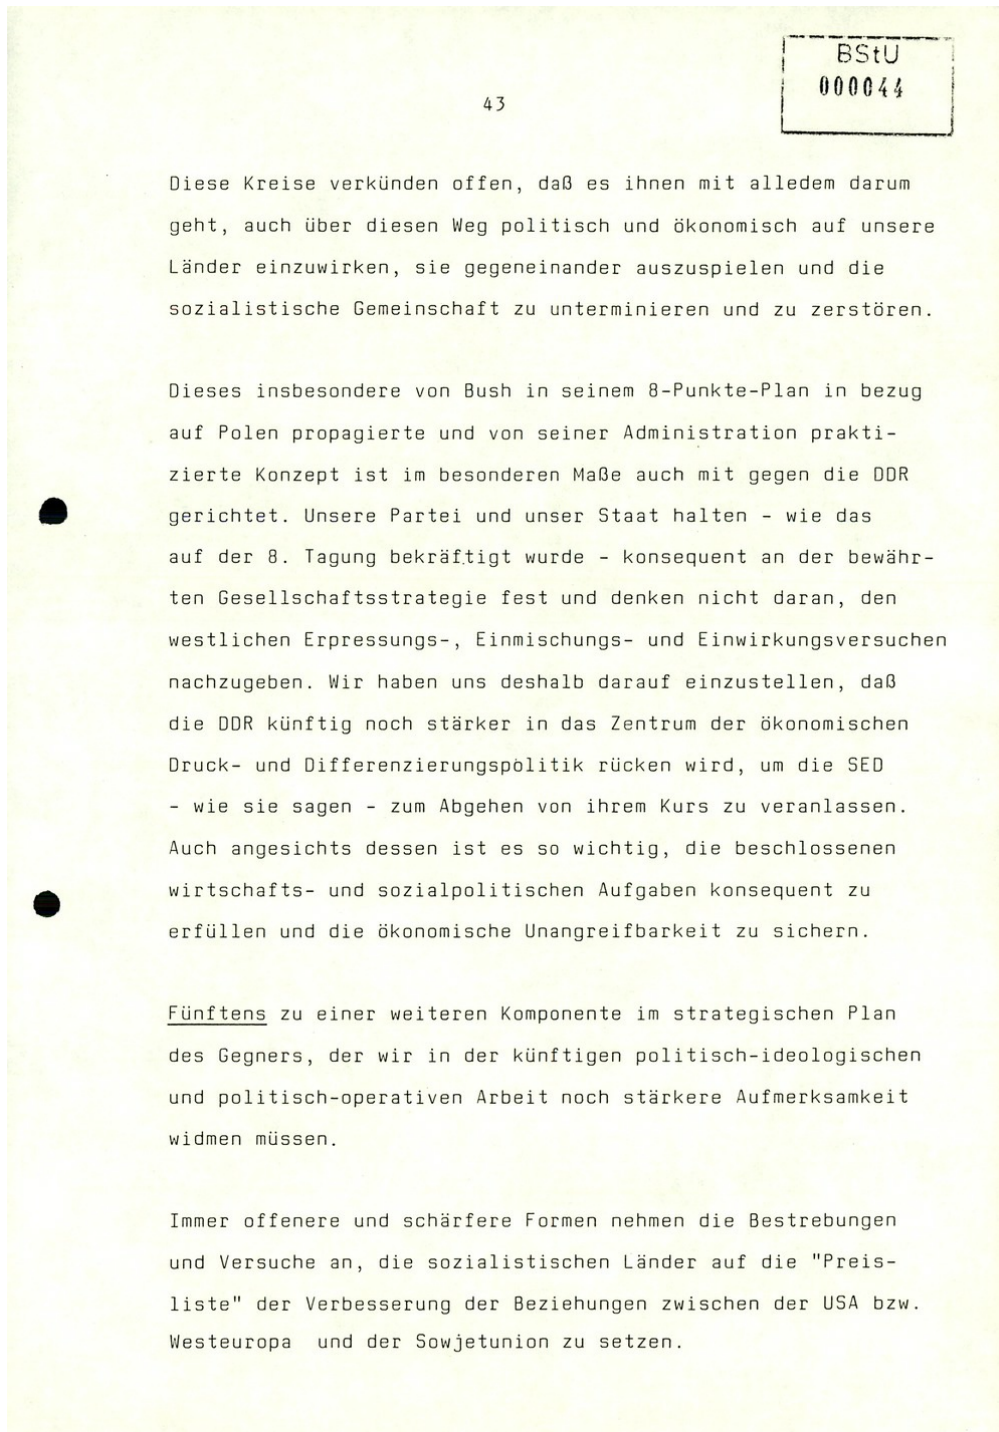 BStU
000044
43
Diese Kreise verkünden offen, daß es ihnen mit alledem darum
geht, auch über diesen Weg politisch und ökonomisch auf unsere
Länder einzuwirken, sie gegeneinander auszuspielen und die
sozialistische Gemeinschaft zu unterminieren und zu zerstören.
Dieses insbesondere von Bush in seinem 8-Punkte-Plan in bezug
auf Polen propagierte und von seiner Administration prakti-
zierte Konzept ist im besonderen Maße auch mit gegen die DDR
gerichtet. Unsere Partei und unser Staat halten - wie das
auf der 8. Tagung bekräftigt wurde - konsequent an der bewähr-
ten Gesellschaftsstrategie fest und denken nicht daran, den
westlichen Erpressungs-, Einmischungs- und Einwirkungsversuchen
nachzugeben. Wir haben uns deshalb darauf einzustellen, daß
die DDR künftig noch stärker in das Zentrum der ökonomischen
Druck- und Differenzierungspolitik rücken wird, um die SED
- wie sie sagen - zum Abgehen von ihrem Kurs zu veranlassen.
Auch angesichts dessen ist es so wichtig, die beschlossenen
wirtschafts- und sozialpolitischen Aufgaben konsequent zu
erfüllen und die ökonomische Unangreifbarkeit zu sichern.
Fünftens zu einer weiteren Komponente im strategischen Plan
des Gegners, der wir in der künftigen politisch-ideologischen
und politisch-operativen Arbeit noch stärkere Aufmerksamkeit
widmen müssen.
Immer offenere und schärfere Formen nehmen die Bestrebungen
und Versuche an, die sozialistischen Länder auf die "Preis-
liste" der Verbesserung der Beziehungen zwischen der USA bzw.
Westeuropa und der Sowjetunion zu setzen.